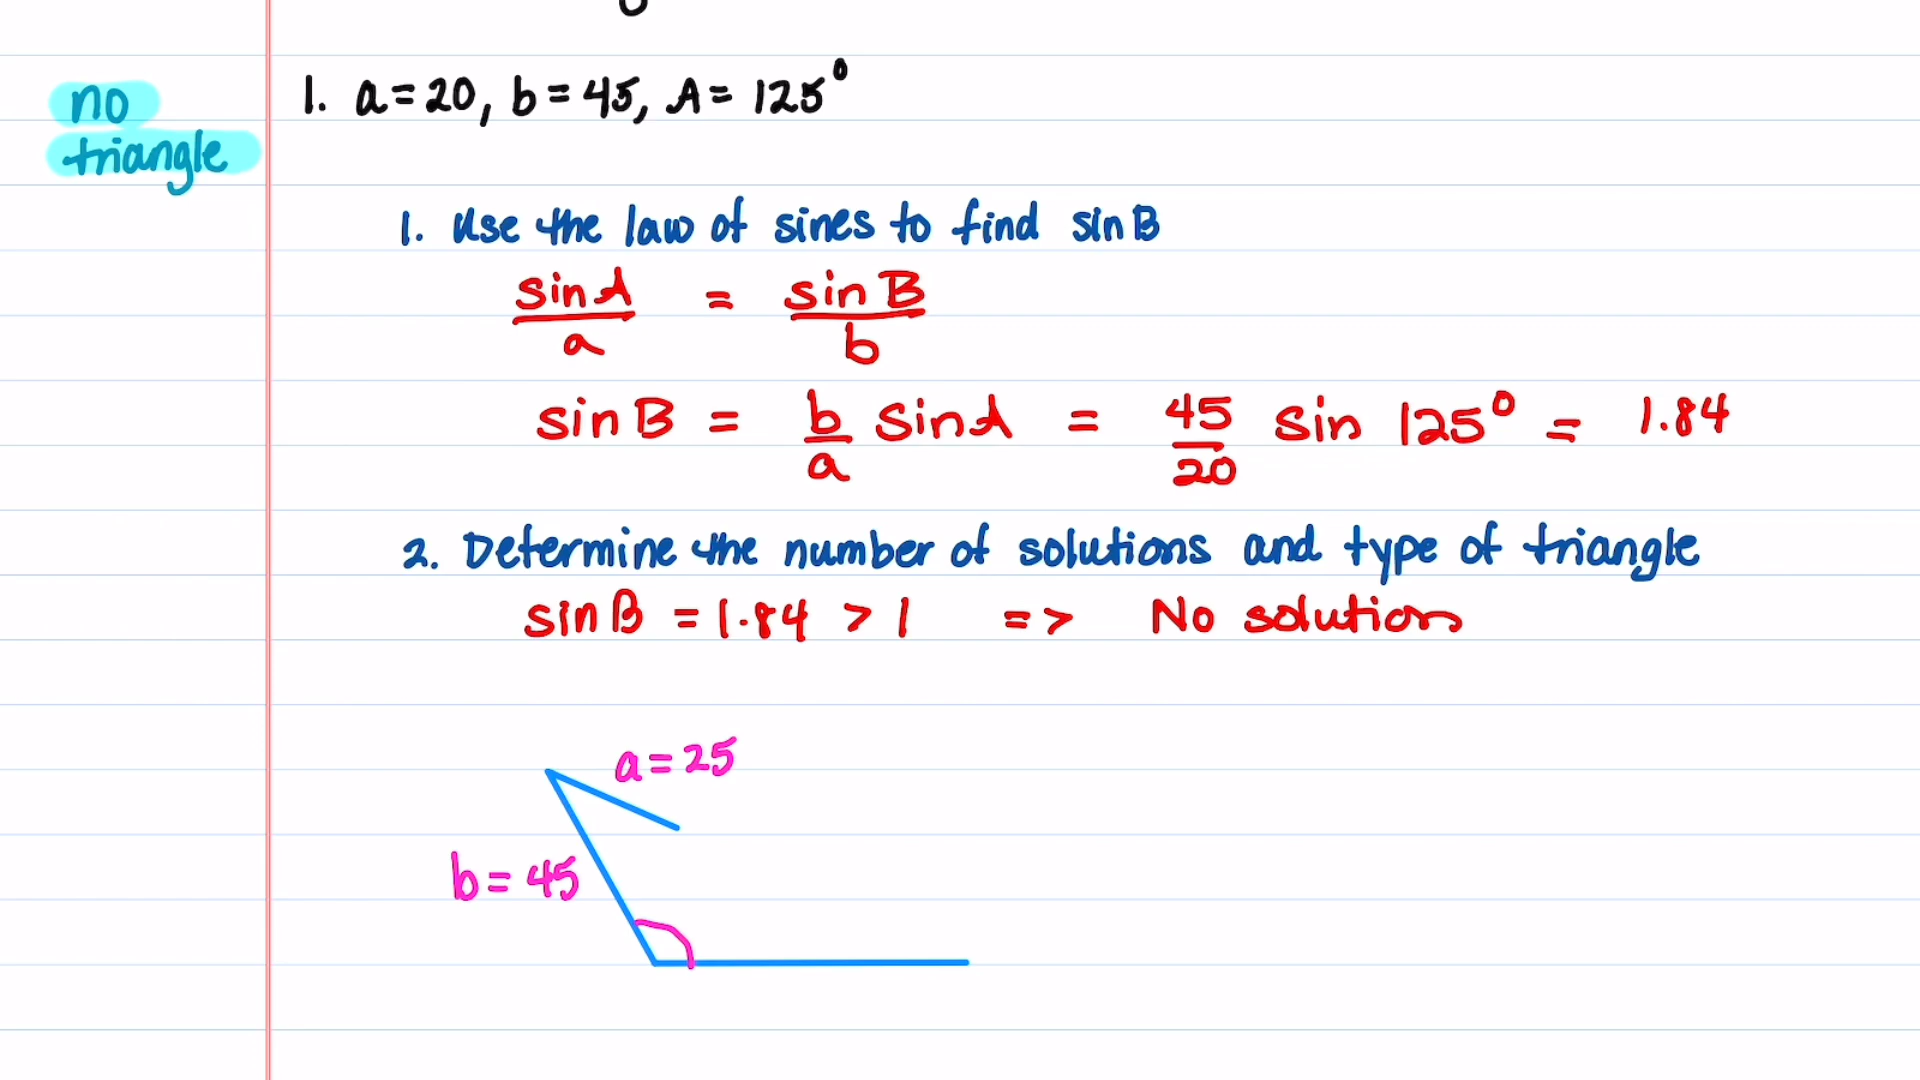 no
triangle
1. a = 20, b = 45, A = 125°
1. Use the law of sines to find sin B
sin A / a = sin B / b
sin B = b/a sin A = 45/20 sin 125° = 1.84
2. Determine the number of solutions and type of triangle
sin B = 1.84 > 1 => No solution
a = 25
b = 45